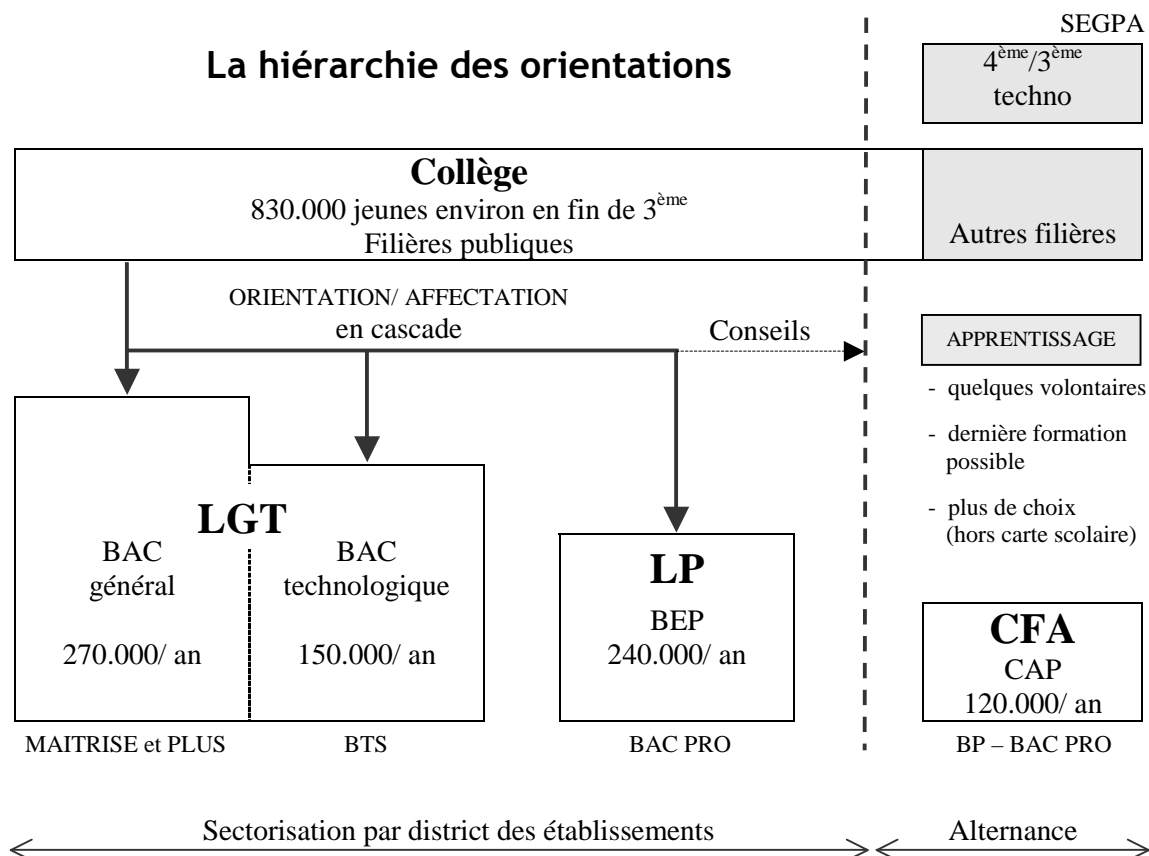 SEGPA
La hiérarchie des orientations
4ème/3ème
techno
Collège
830.000 jeunes environ en fin de 3ème
Filières publiques
Autres filières
ORIENTATION/ AFFECTATION
en cascade
Conseils
APPRENTISSAGE
- quelques volontaires
- dernière formation
possible
- plus de choix
(hors carte scolaire)
LGT
BAC
général
270.000/ an
BAC
technologique
150.000/ an
LP
BEP
240.000/ an
CFA
CAP
120.000/ an
MAITRISE et PLUS
BTS
BAC PRO
BP – BAC PRO
Sectorisation par district des établissements
Alternance